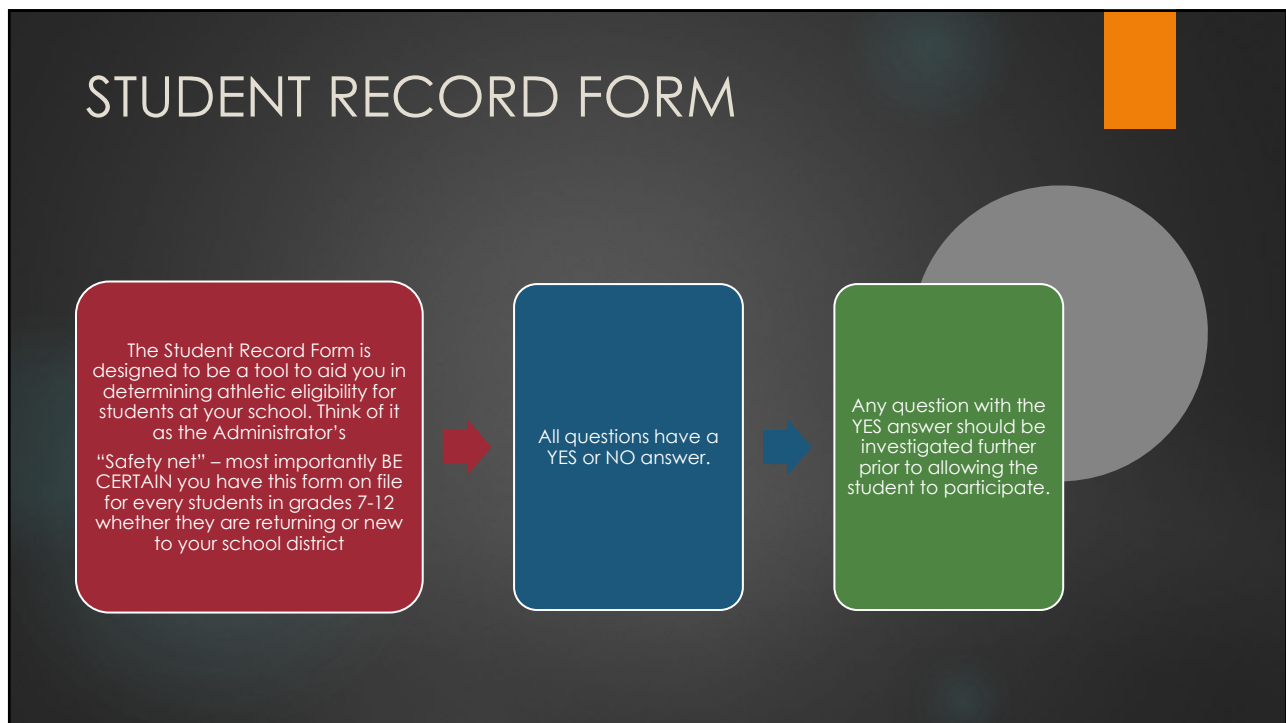 STUDENT RECORD FORM
The Student Record Form is
designed to be a tool to aid you in
determining athletic eligibility for
students at your school. Think of it
as the Administrator’s
“Safety net” – most importantly BE
CERTAIN you have this form on file
for every students in grades 7-12
whether they are returning or new
to your school district
All questions have a
YES or NO answer.
Any question with the
YES answer should be
investigated further
prior to allowing the
student to participate.